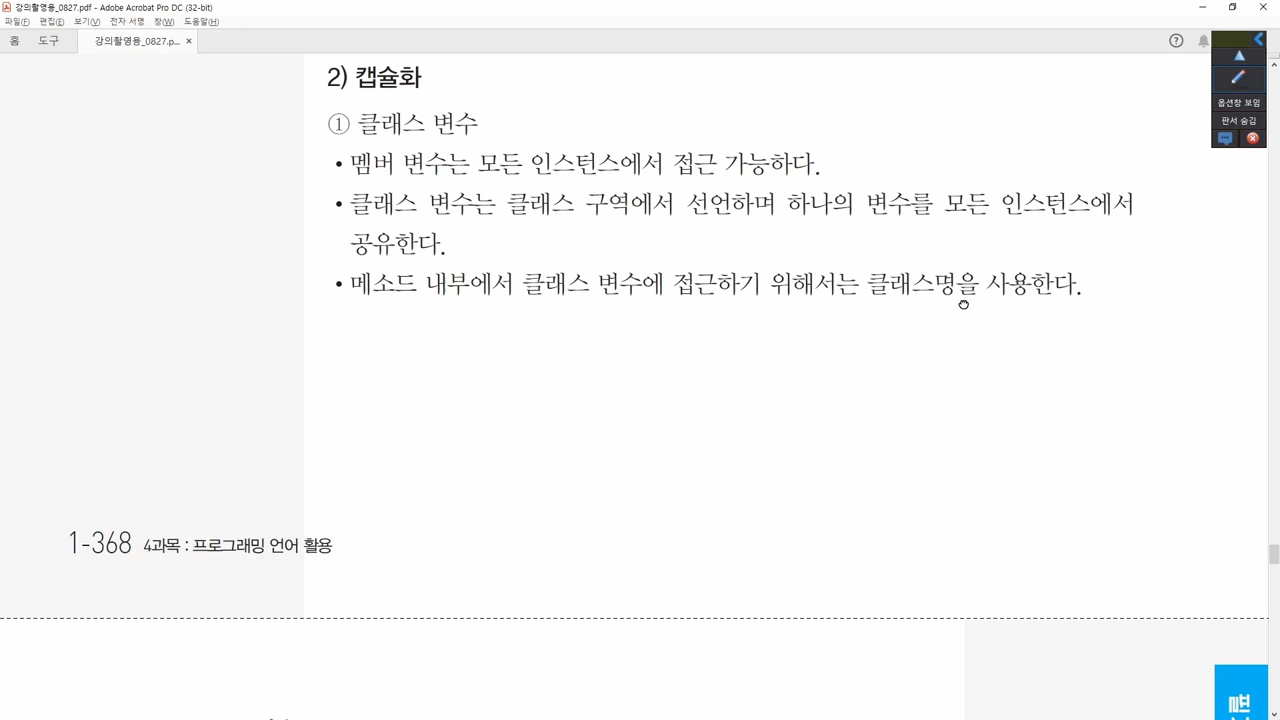 강의촬영용_0827.pdf - Adobe Acrobat Pro DC (32-bit)
파일(F) 편집(E) 보기(V) 전자 서명 창(W) 도움말(H)
홈 도구 강의촬영용_0827.p... ×
옵션창 보임
판서 숨김
2) 캡슐화
① 클래스 변수
• 멤버 변수는 모든 인스턴스에서 접근 가능하다.
• 클래스 변수는 클래스 구역에서 선언하며 하나의 변수를 모든 인스턴스에서
공유한다.
• 메소드 내부에서 클래스 변수에 접근하기 위해서는 클래스명을 사용한다.
1-368 4과목 : 프로그래밍 언어 활용